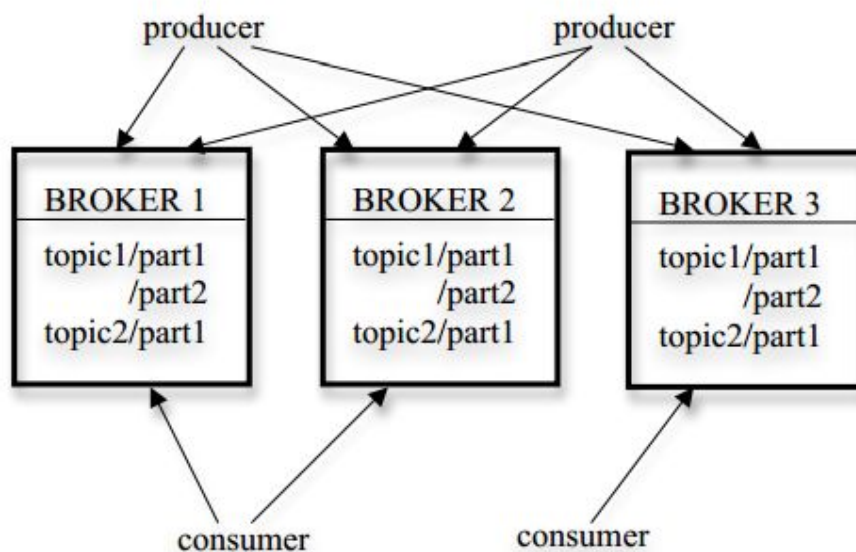 producer
producer
BROKER 1
topic1/part1
/part2
topic2/part1
BROKER 2
topic1/part1
/part2
topic2/part1
BROKER 3
topic1/part1
/part2
topic2/part1
consumer
consumer